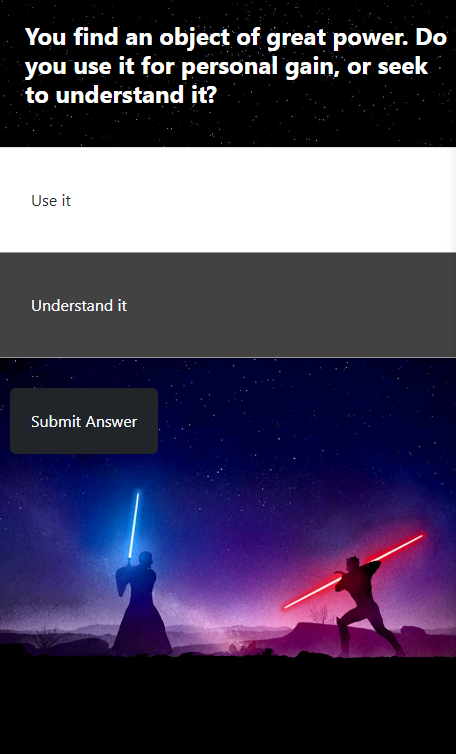 You find an object of great power. Do
you use it for personal gain, or seek
to understand it?
Use it
Understand it
Submit Answer